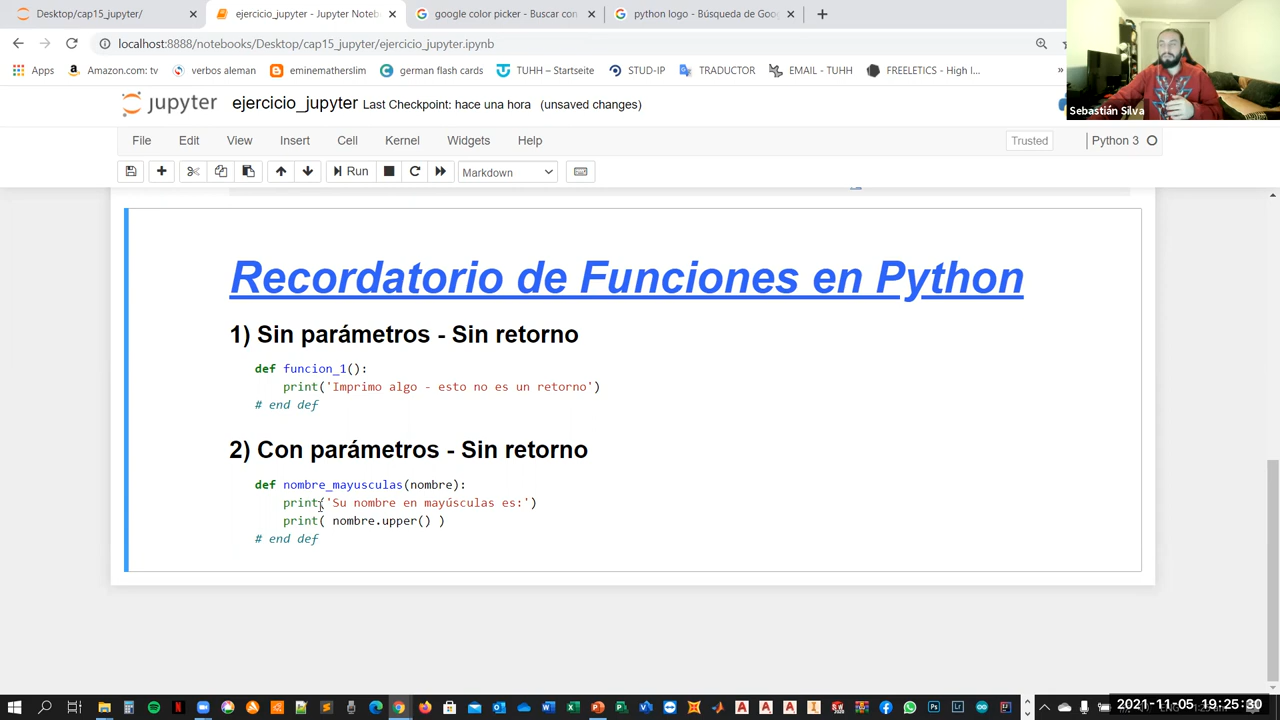 Desktop/cap15_jupyter/
ejercicio_jupyter - Jupyter Noteb
google color picker - Buscar con
python logo - Búsqueda de Goog
localhost:8888/notebooks/Desktop/cap15_jupyter/ejercicio_jupyter.ipynb
Apps
Amazon.com: tv
verbos aleman
eminematherslim
german flash cards
TUHH – Startseite
STUD-IP
TRADUCTOR
EMAIL - TUHH
FREELETICS - High I...
»
Sebastián Silva
jupyter
ejercicio_jupyter Last Checkpoint: hace una hora (unsaved changes)
File Edit View Insert Cell Kernel Widgets Help
Trusted
Python 3
Run
Markdown
Recordatorio de Funciones en Python
1) Sin parámetros - Sin retorno
def funcion_1():
print('Imprimo algo - esto no es un retorno')
# end def
2) Con parámetros - Sin retorno
def nombre_mayusculas(nombre):
print('Su nombre en mayúsculas es:')
print( nombre.upper() )
# end def
2021-11-05 19:25:30